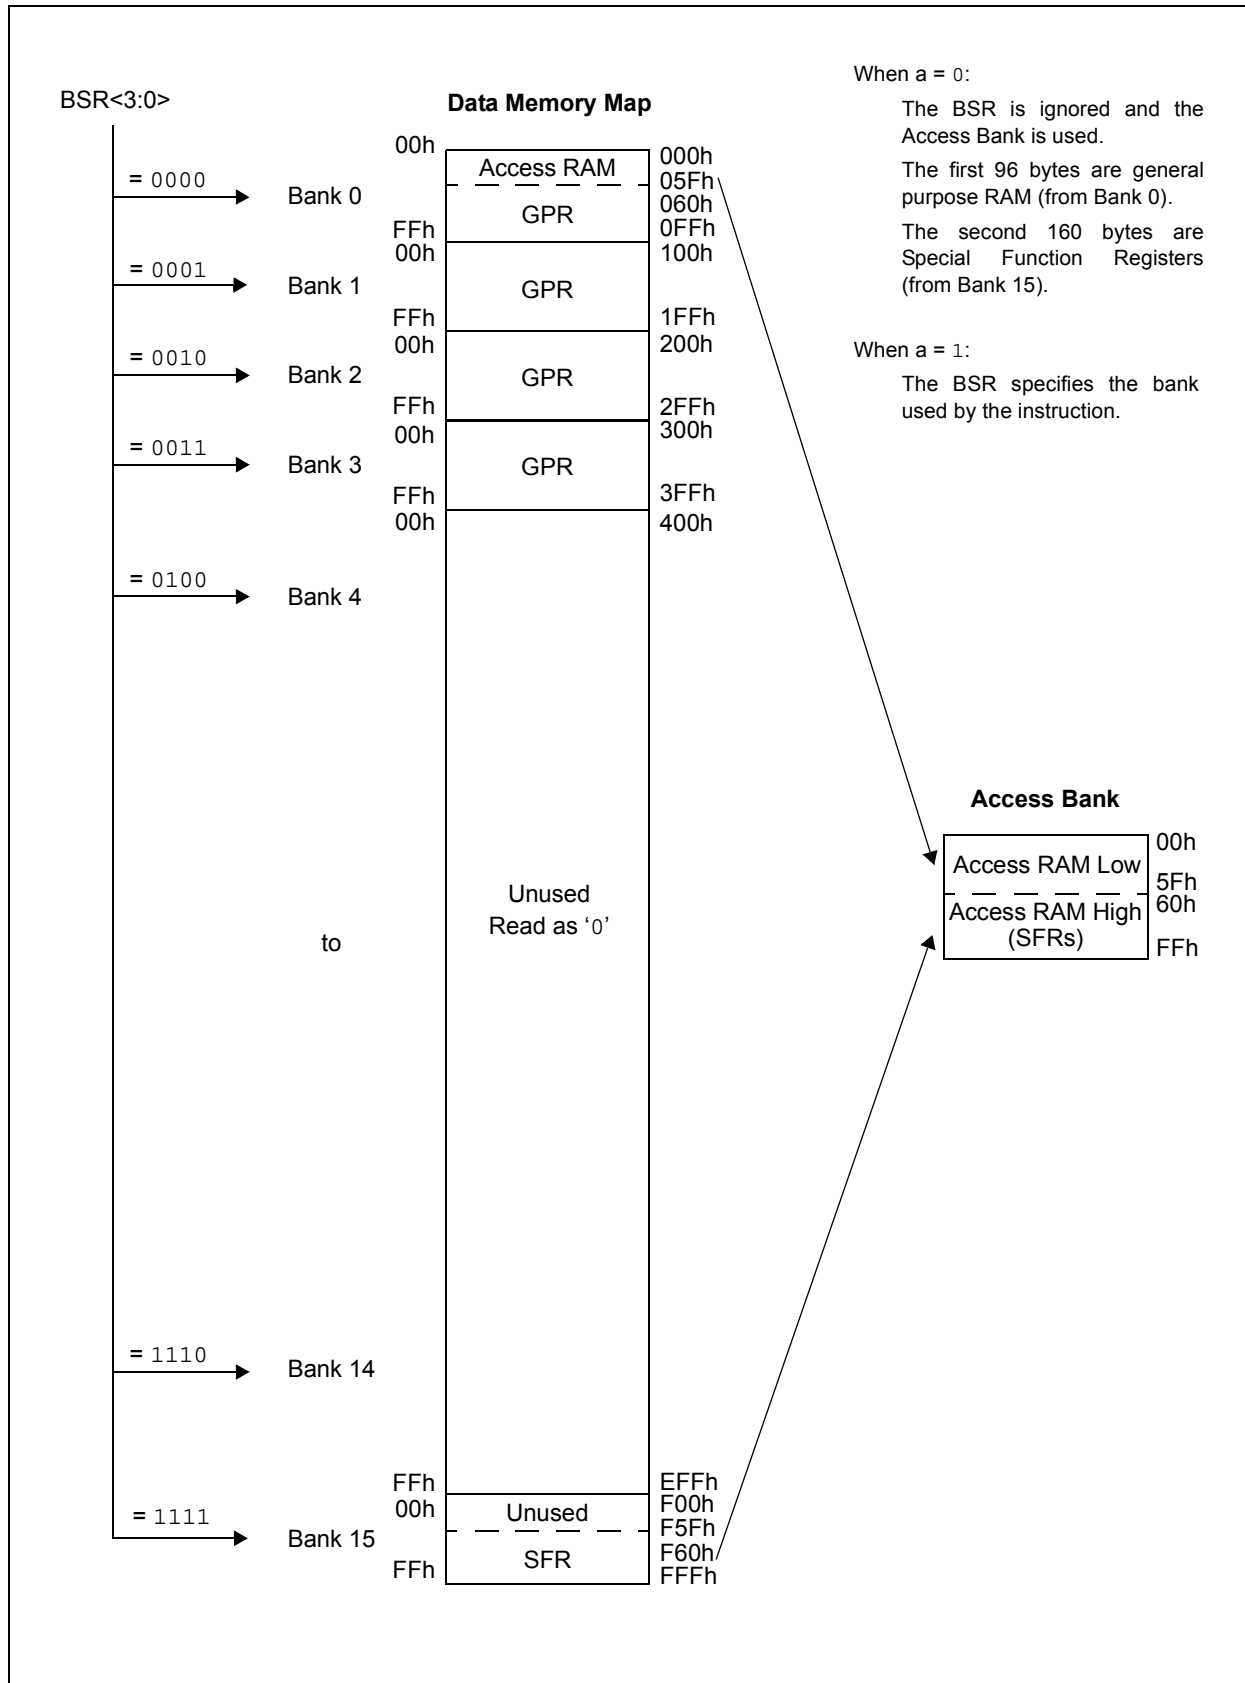 BSR<3:0>
Data Memory Map
When a = 0:
The BSR is ignored and the
Access Bank is used.
The first 96 bytes are general
purpose RAM (from Bank 0).
The second 160 bytes are
Special Function Registers
(from Bank 15).
When a = 1:
The BSR specifies the bank
used by the instruction.
= 0000
Bank 0
00h
Access RAM
000h
05Fh
GPR
060h
FFh
0FFh
= 0001
Bank 1
00h
GPR
100h
FFh
1FFh
= 0010
Bank 2
00h
GPR
200h
FFh
2FFh
= 0011
Bank 3
00h
GPR
300h
FFh
3FFh
00h
400h
= 0100
Bank 4
to
Unused
Read as ‘0’
= 1110
Bank 14
FFh
EFFh
= 1111
Bank 15
00h
Unused
F00h
F5Fh
SFR
F60h
FFh
FFFh
Access Bank
Access RAM Low
00h
5Fh
Access RAM High
(SFRs)
60h
FFh